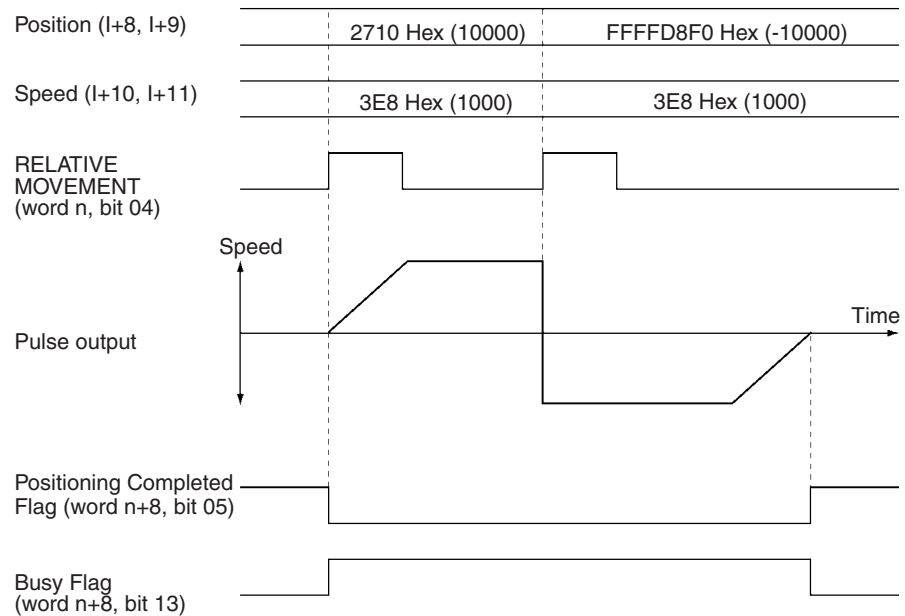 Position (I+8, I+9)
2710 Hex (10000)
FFFFD8F0 Hex (-10000)
Speed (I+10, I+11)
3E8 Hex (1000)
3E8 Hex (1000)
RELATIVE
MOVEMENT
(word n, bit 04)
Speed
Time
Pulse output
Positioning Completed
Flag (word n+8, bit 05)
Busy Flag
(word n+8, bit 13)